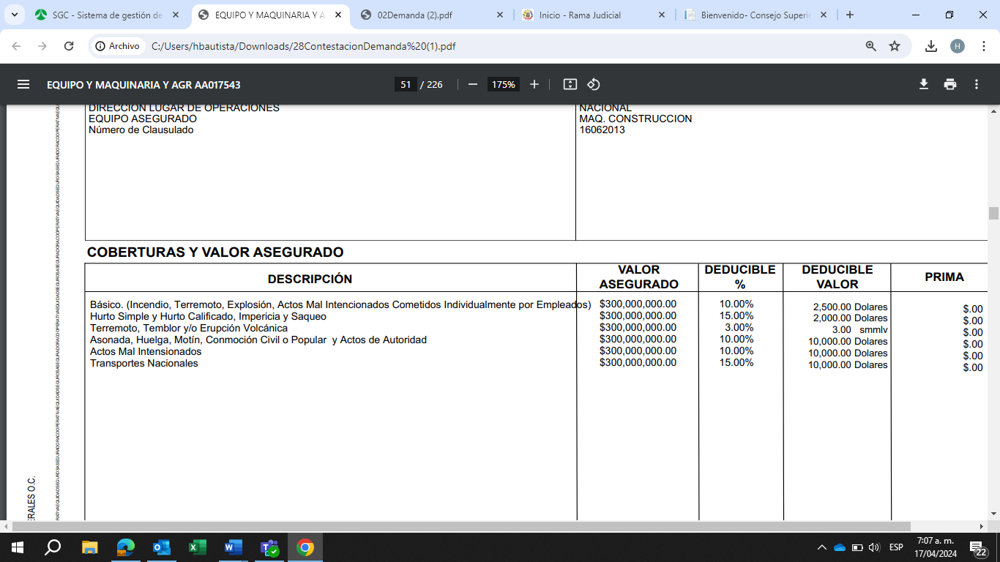 SGC - Sistema de gestión de
EQUIPO Y MAQUINARIA Y A
02Demanda (2).pdf
Inicio - Rama Judicial
Bienvenido- Consejo Superio
Archivo
C:/Users/hbautista/Downloads/28ContestacionDemanda%20(1).pdf
H
EQUIPO Y MAQUINARIA Y AGR AA017543
51 / 226
175%
DIRECCION LUGAR DE OPERACIONES NACIONAL
EQUIPO ASEGURADO MAQ. CONSTRUCCION
Número de Clausulado 16062013
COBERTURAS Y VALOR ASEGURADO
DESCRIPCIÓN VALOR ASEGURADO DEDUCIBLE % DEDUCIBLE VALOR PRIMA
Básico. (Incendio, Terremoto, Explosión, Actos Mal Intencionados Cometidos Individualmente por Empleados) $300,000,000.00 10.00% 2,500.00 Dolares $.00
Hurto Simple y Hurto Calificado, Impericia y Saqueo $300,000,000.00 15.00% 2,000.00 Dolares $.00
Terremoto, Temblor y/o Erupción Volcánica $300,000,000.00 3.00% 3.00 smmlv $.00
Asonada, Huelga, Motín, Conmoción Civil o Popular y Actos de Autoridad $300,000,000.00 10.00% 10,000.00 Dolares $.00
Actos Mal Intensionados $300,000,000.00 10.00% 10,000.00 Dolares $.00
Transportes Nacionales $300,000,000.00 15.00% 10,000.00 Dolares $.00
ERALES O.C.
ESP
7:07 a. m.
17/04/2024
22